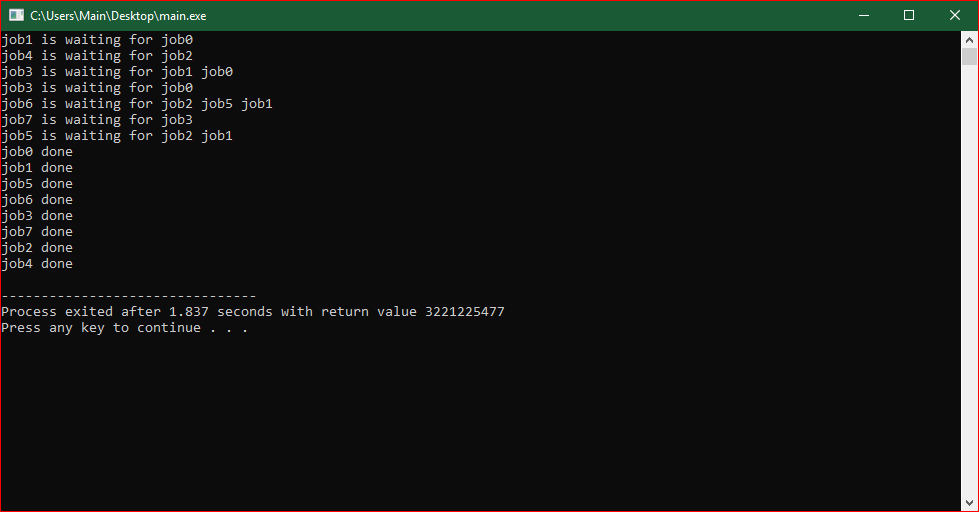 C:\Users\Main\Desktop\main.exe
job1 is waiting for job0
job4 is waiting for job2
job3 is waiting for job1 job0
job3 is waiting for job0
job6 is waiting for job2 job5 job1
job7 is waiting for job3
job5 is waiting for job2 job1
job0 done
job1 done
job5 done
job6 done
job3 done
job7 done
job2 done
job4 done
--------------------------------
Process exited after 1.837 seconds with return value 3221225477
Press any key to continue . . .